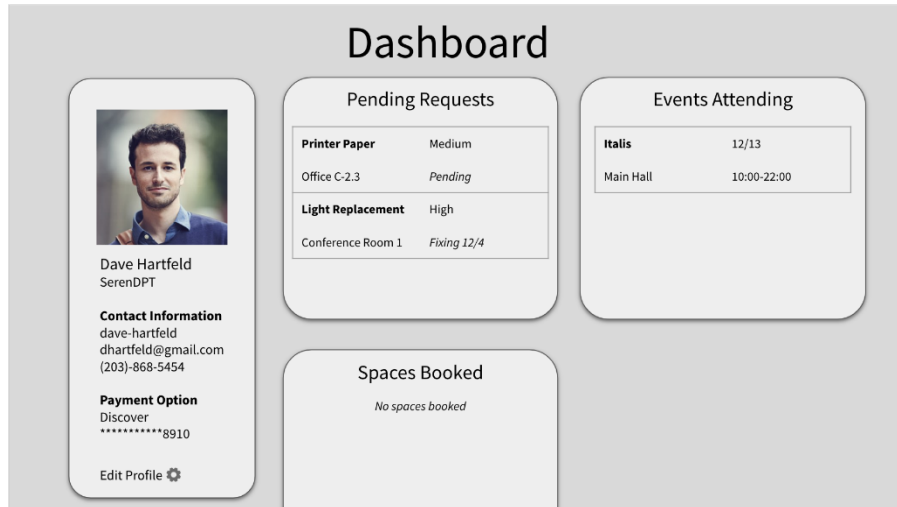 Dashboard
Dave Hartfeld
SerenDPT
Contact Information
dave-hartfeld
dhartfeld@gmail.com
(203)-868-5454
Payment Option
Discover
***********8910
Edit Profile
Pending Requests
Printer Paper Medium
Office C-2.3 Pending
Light Replacement High
Conference Room 1 Fixing 12/4
Events Attending
Italis 12/13
Main Hall 10:00-22:00
Spaces Booked
No spaces booked